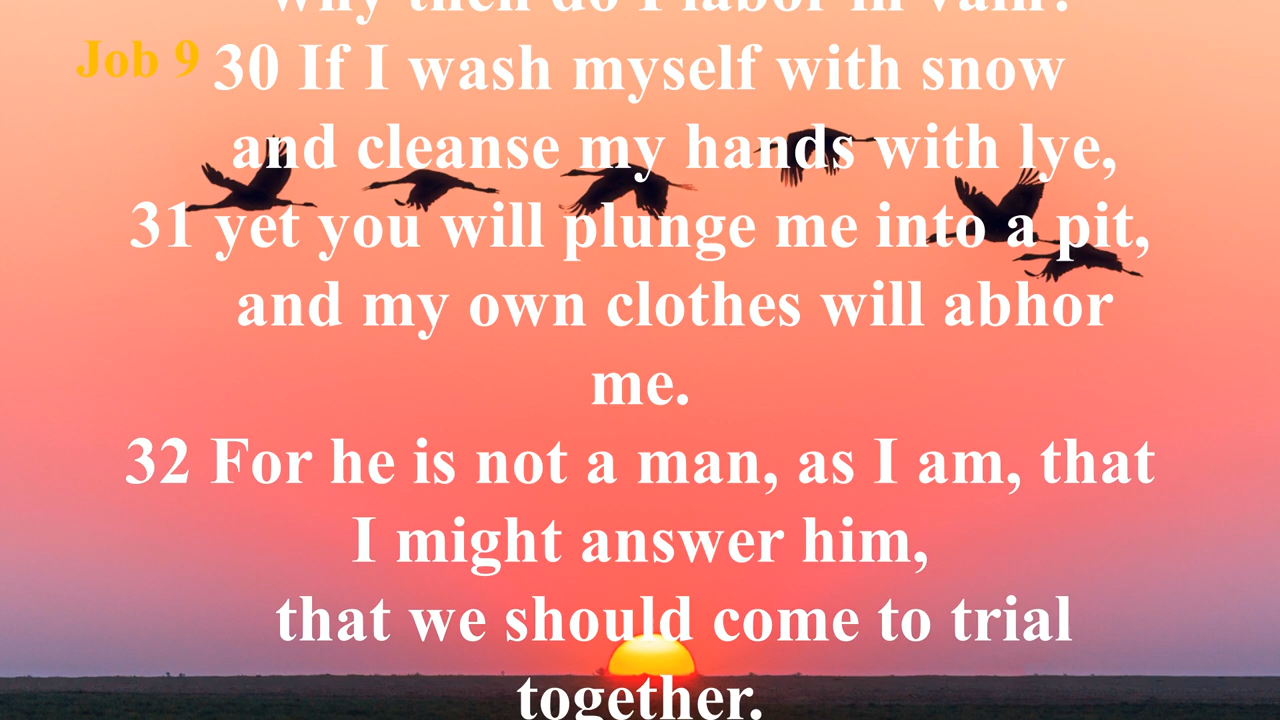 why then do I labor in vain?
Job 9
30 If I wash myself with snow
and cleanse my hands with lye,
31 yet you will plunge me into a pit,
and my own clothes will abhor
me.
32 For he is not a man, as I am, that
I might answer him,
that we should come to trial
together.